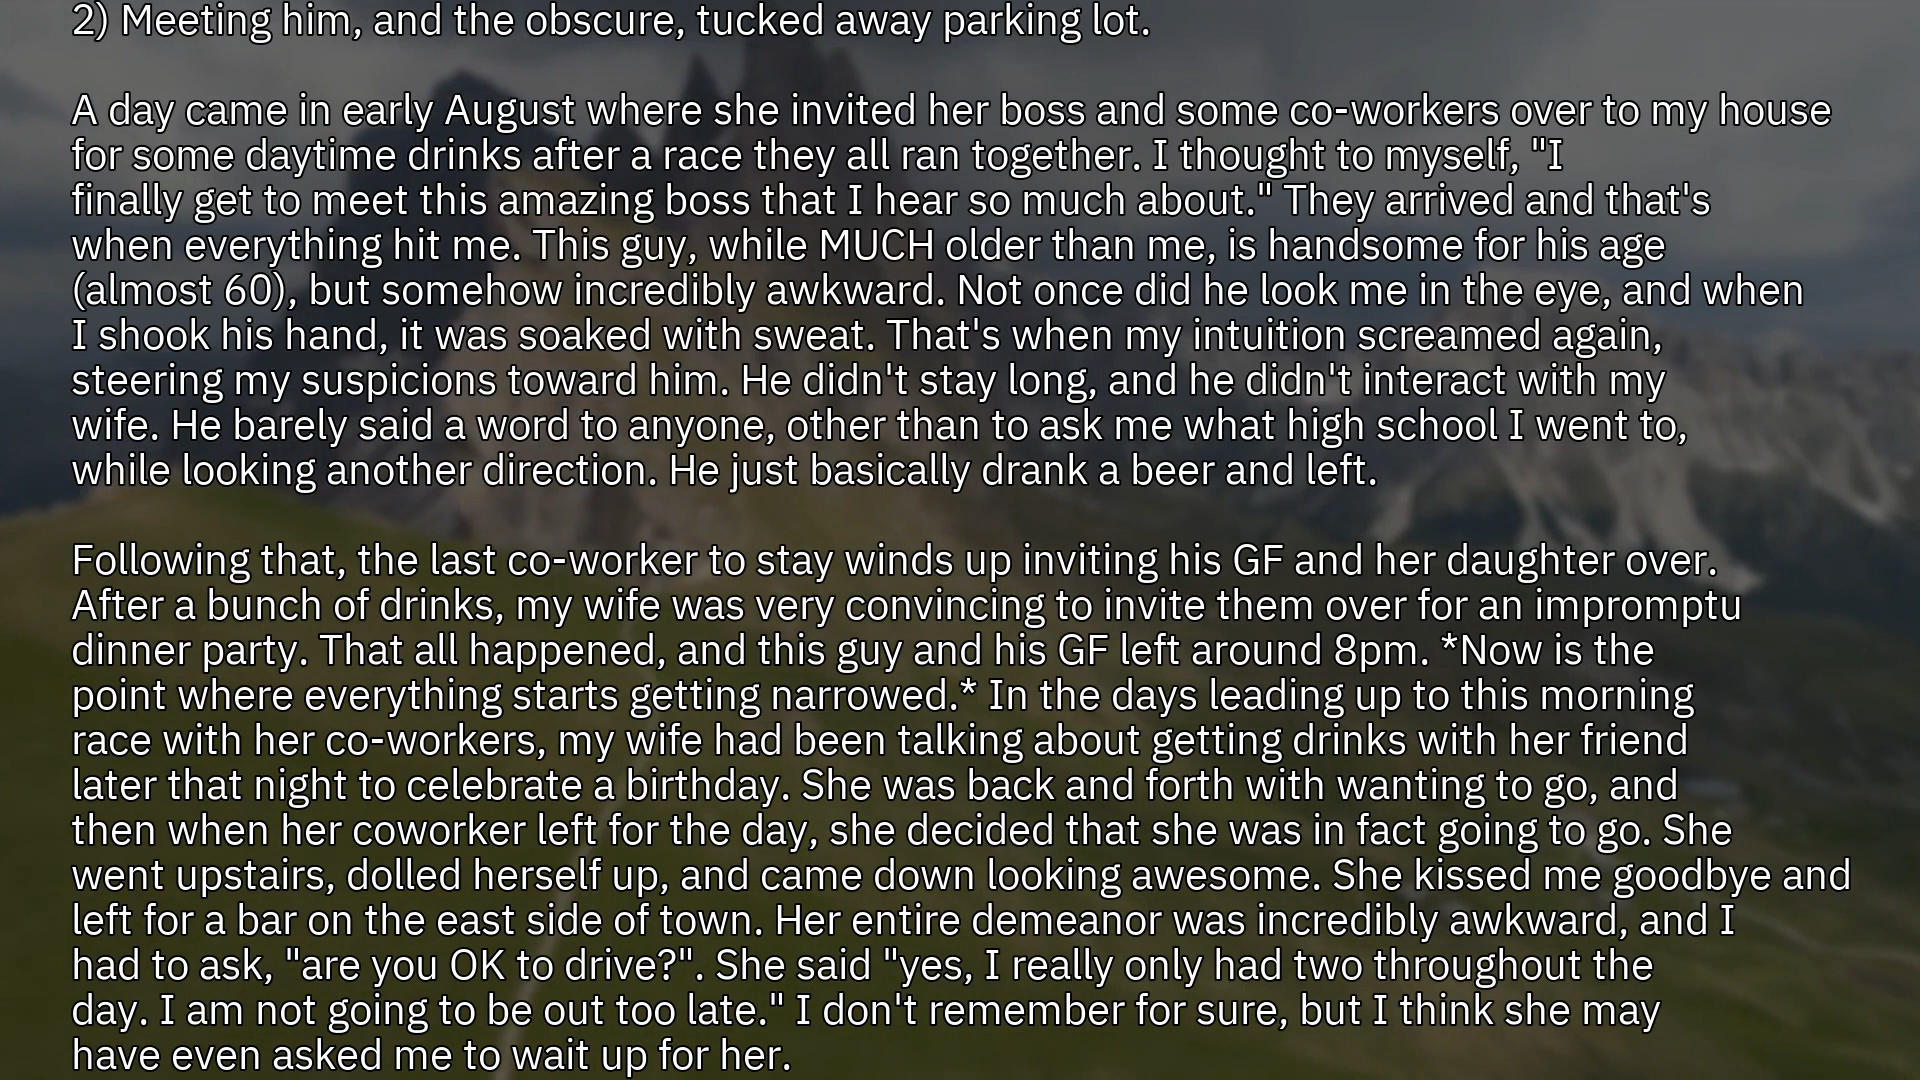 2) Meeting him, and the obscure, tucked away parking lot.
A day came in early August where she invited her boss and some co-workers over to my house
for some daytime drinks after a race they all ran together. I thought to myself, "I
finally get to meet this amazing boss that I hear so much about." They arrived and that's
when everything hit me. This guy, while MUCH older than me, is handsome for his age
(almost 60), but somehow incredibly awkward. Not once did he look me in the eye, and when
I shook his hand, it was soaked with sweat. That's when my intuition screamed again,
steering my suspicions toward him. He didn't stay long, and he didn't interact with my
wife. He barely said a word to anyone, other than to ask me what high school I went to,
while looking another direction. He just basically drank a beer and left.
Following that, the last co-worker to stay winds up inviting his GF and her daughter over.
After a bunch of drinks, my wife was very convincing to invite them over for an impromptu
dinner party. That all happened, and this guy and his GF left around 8pm. *Now is the
point where everything starts getting narrowed.* In the days leading up to this morning
race with her co-workers, my wife had been talking about getting drinks with her friend
later that night to celebrate a birthday. She was back and forth with wanting to go, and
then when her coworker left for the day, she decided that she was in fact going to go. She
went upstairs, dolled herself up, and came down looking awesome. She kissed me goodbye and
left for a bar on the east side of town. Her entire demeanor was incredibly awkward, and I
had to ask, "are you OK to drive?". She said "yes, I really only had two throughout the
day. I am not going to be out too late." I don't remember for sure, but I think she may
have even asked me to wait up for her.